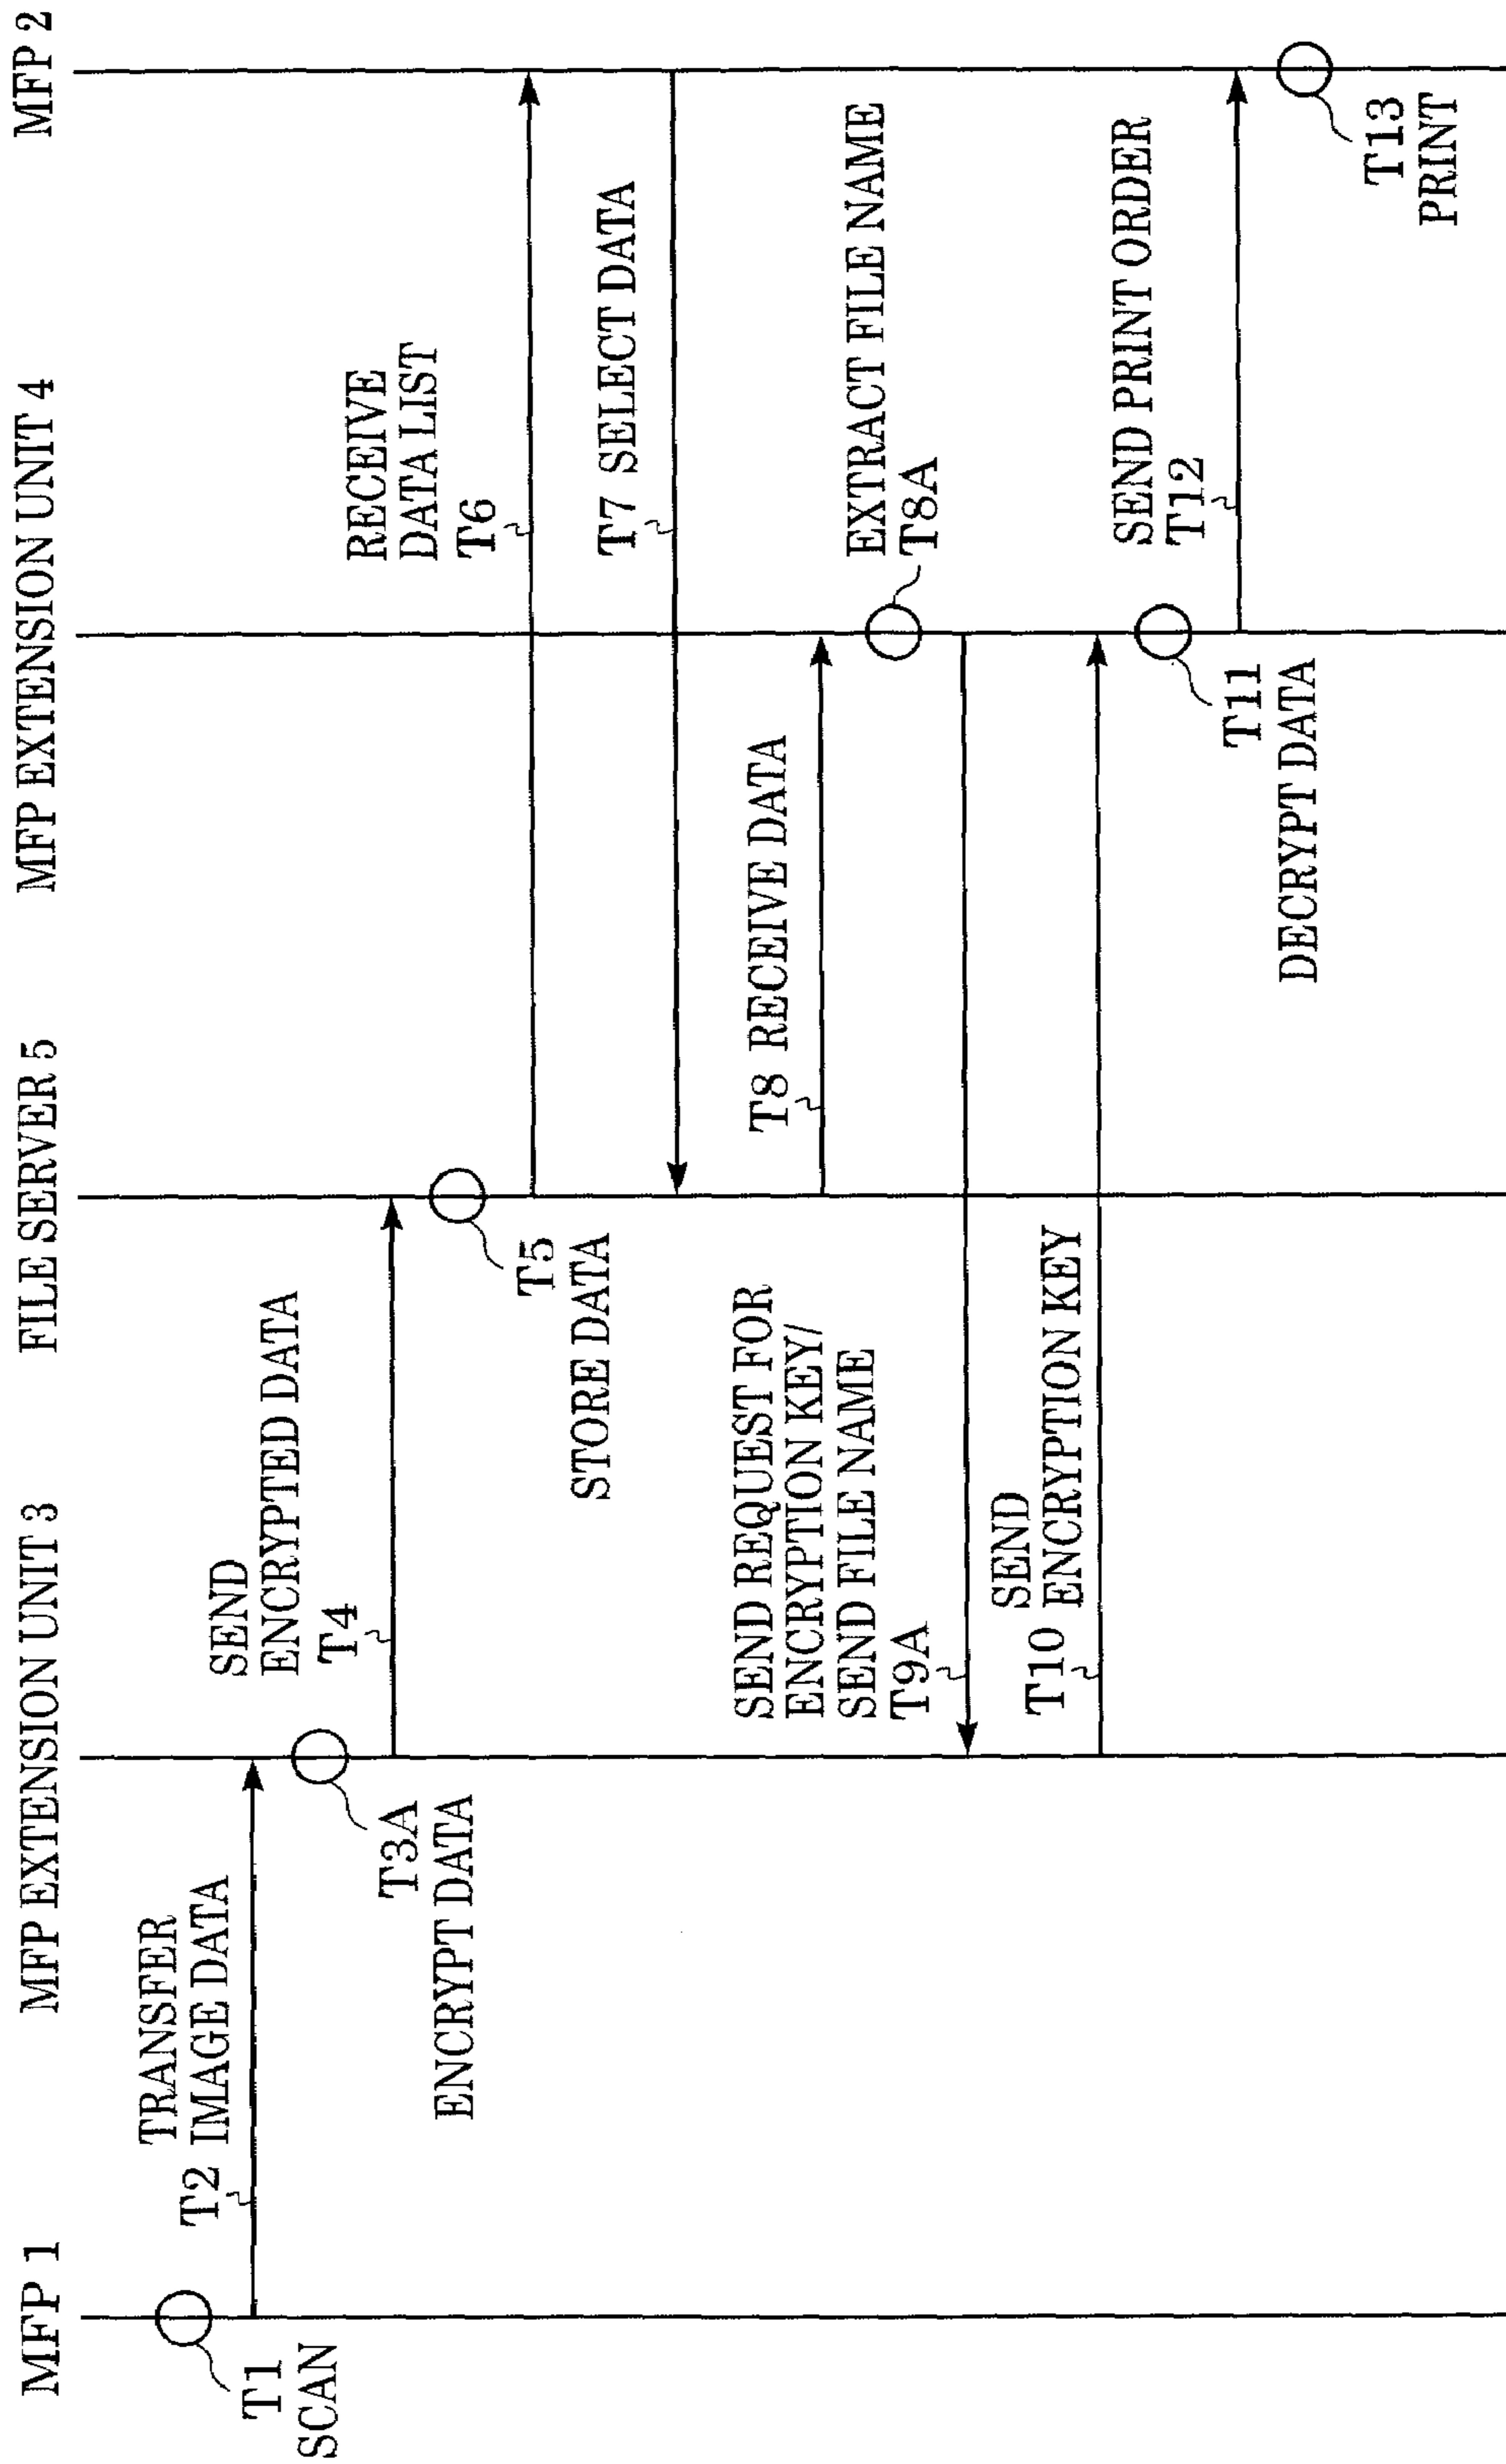 MFP 1
MFP EXTENSION UNIT 3
FILE SERVER 5
MFP EXTENSION UNIT 4
MFP 2
T1
SCAN
TRANSFER
T2 IMAGE DATA
T3A
ENCRYPT DATA
SEND
ENCRYPTED DATA
T4
T5
STORE DATA
RECEIVE
DATA LIST
T6
T7 SELECT DATA
T8 RECEIVE DATA
EXTRACT FILE NAME
T8A
SEND REQUEST FOR
ENCRYPTION KEY/
SEND FILE NAME
T9A
SEND
T10 ENCRYPTION KEY
T11
DECRYPT DATA
SEND PRINT ORDER
T12
T13
PRINT